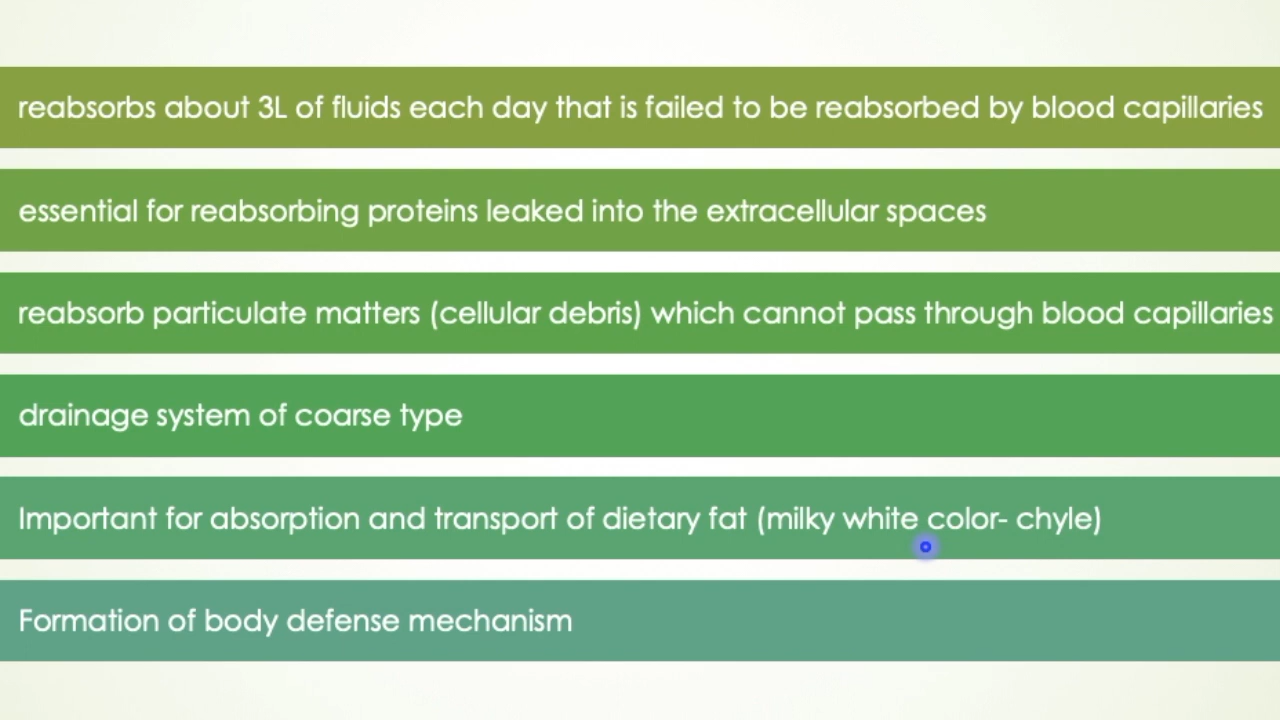 reabsorbs about 3L of fluids each day that is failed to be reabsorbed by blood capillaries
essential for reabsorbing proteins leaked into the extracellular spaces
reabsorb particulate matters (cellular debris) which cannot pass through blood capillaries
drainage system of coarse type
Important for absorption and transport of dietary fat (milky white color- chyle)
Formation of body defense mechanism